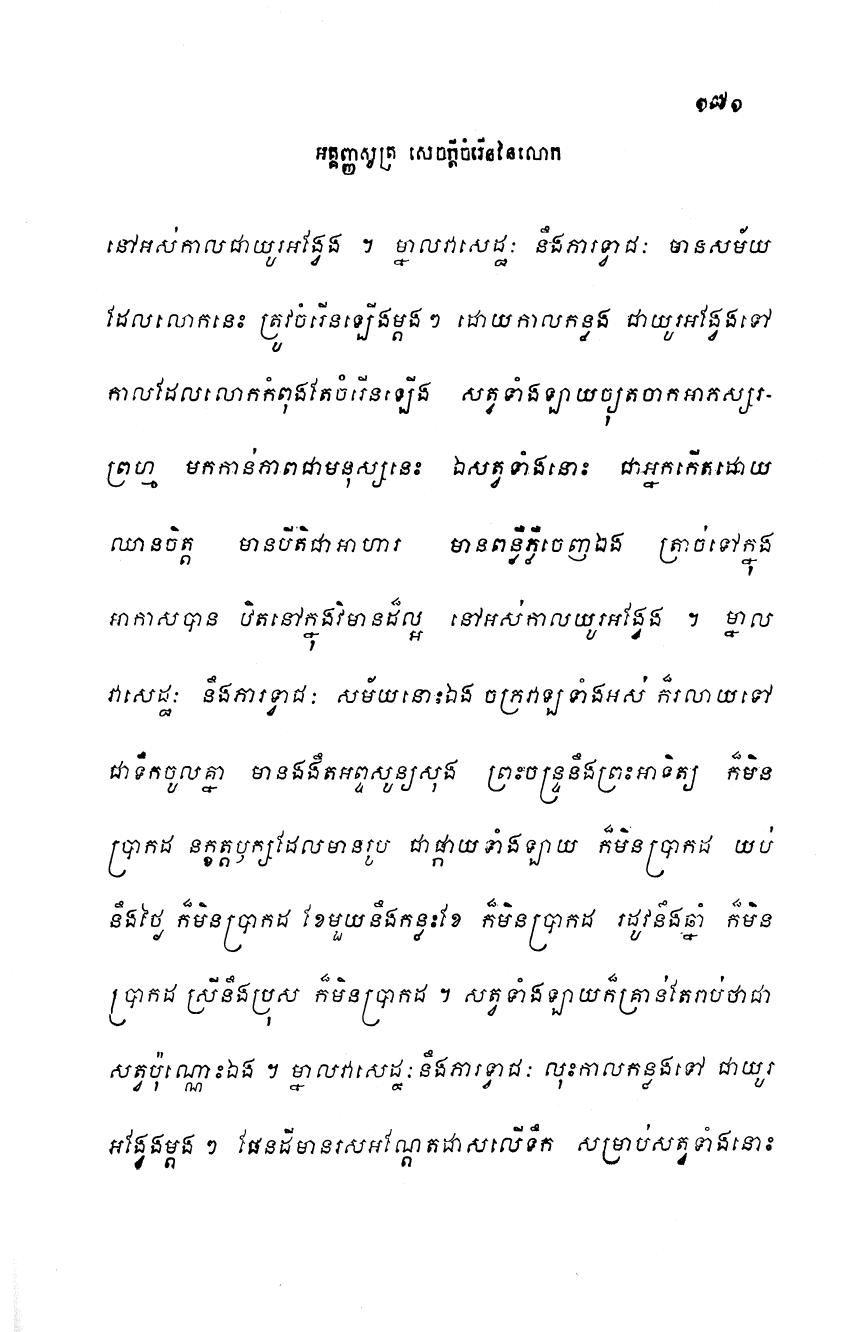 ១៧១
អគ្គញ្ញសូត្រ សេចក្តីចំរើននៃលោក
នៅអស់កាលជាយូរអង្វែង ។ ម្នាលវាសេដ្ឋៈ នឹងភារទ្វាជៈ មានសម័យ
ដែលលោកនេះ ត្រូវចំរើនឡើងម្តងៗ ដោយកាលកន្លង ជាយូរអង្វែងទៅ
កាលដែលលោកកំពុងតែចំរើនឡើង សត្វទាំងឡាយច្យុតចាកអាភស្សរ-
ព្រហ្ម មកកាន់ភាពជាមនុស្សនេះ ឯសត្វទាំងនោះ ជាអ្នកកើតដោយ
ឈានចិត្ត មានបីតិជាអាហារ មានពន្លឺភ្លឺចេញឯង ត្រាច់ទៅក្នុង
អាកាសបាន ឋិតនៅក្នុងវិមានដ៏ល្អ នៅអស់កាលយូរអង្វែង ។ ម្នាល
វាសេដ្ឋៈ នឹងភារទ្វាជៈ សម័យនោះឯង ចក្រវាឡទាំងអស់ ក៏រលាយទៅ
ជាទឹកចូលគ្នា មានងងឹតអព្ទសូន្យសុង ព្រះចន្ទ្រនឹងព្រះអាទិត្យ ក៏មិន
ប្រាកដ នក្ខត្តឫក្សដែលមានរូប ជាផ្កាយទាំងឡាយ ក៏មិនប្រាកដ យប់
នឹងថ្ងៃ ក៏មិនប្រាកដ ខែមួយនឹងកន្លះខែ ក៏មិនប្រាកដ រដូវនឹងឆ្នាំ ក៏មិន
ប្រាកដ ស្រីនឹងប្រុស ក៏មិនប្រាកដ ។ សត្វទាំងឡាយក៏គ្រាន់តែរាប់ថាជា
សត្វប៉ុណ្ណោះឯង ។ ម្នាលវាសេដ្ឋៈនឹងភារទ្វាជៈ លុះកាលកន្លងទៅ ជាយូរ
អង្វែងម្តង ៗ ផែនដីមានរសអណ្តែតដាសលើទឹក សម្រាប់សត្វទាំងនោះ